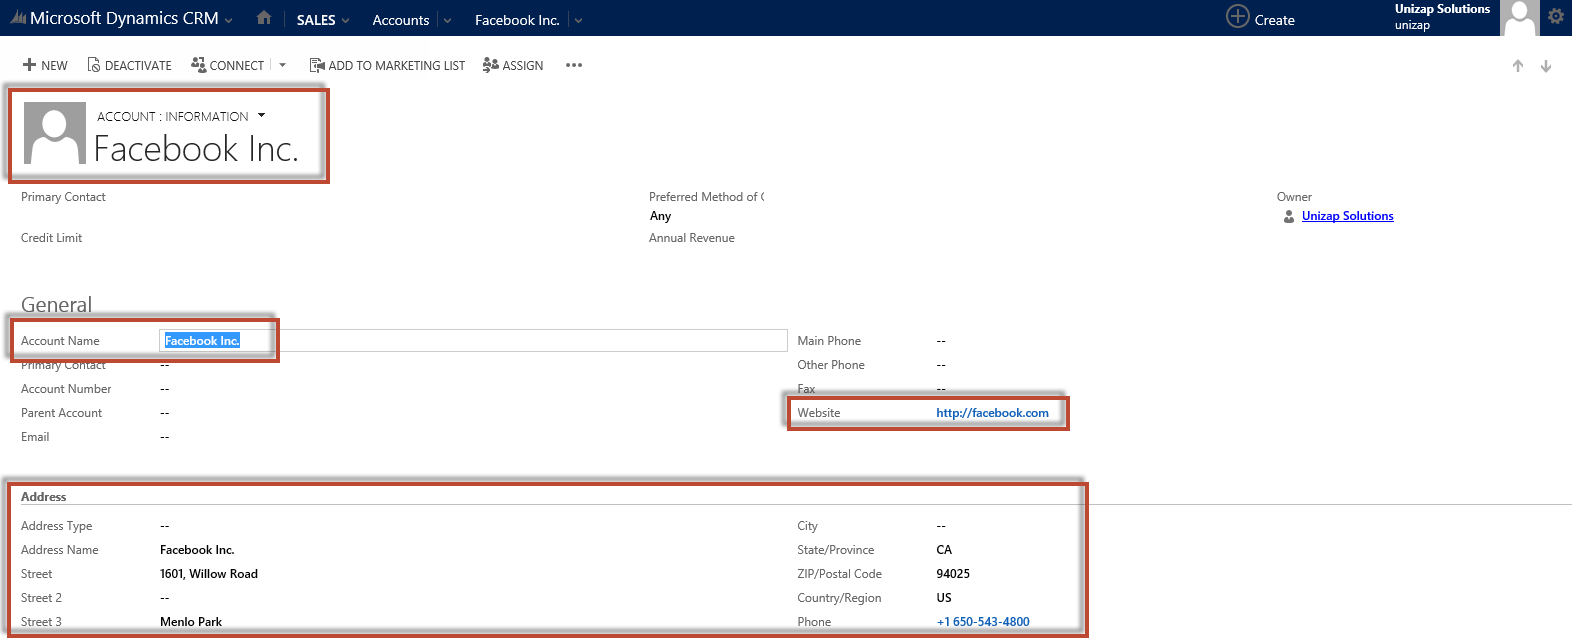 Microsoft Dynamics CRM SALES Accounts Facebook Inc. Create Unizap Solutions
unizap
NEW DEACTIVATE CONNECT ADD TO MARKETING LIST ASSIGN •••
ACCOUNT : INFORMATION
Facebook Inc.
Primary Contact
Preferred Method of C
Any
Owner
Unizap Solutions
Credit Limit
Annual Revenue
General
Account Name Facebook Inc. Main Phone --
Primary Contact -- Other Phone --
Account Number -- Fax --
Parent Account -- Website http://facebook.com
Email --
Address
Address Type -- City --
Address Name Facebook Inc. State/Province CA
Street 1601, Willow Road ZIP/Postal Code 94025
Street 2 -- Country/Region US
Street 3 Menlo Park Phone +1 650-543-4800